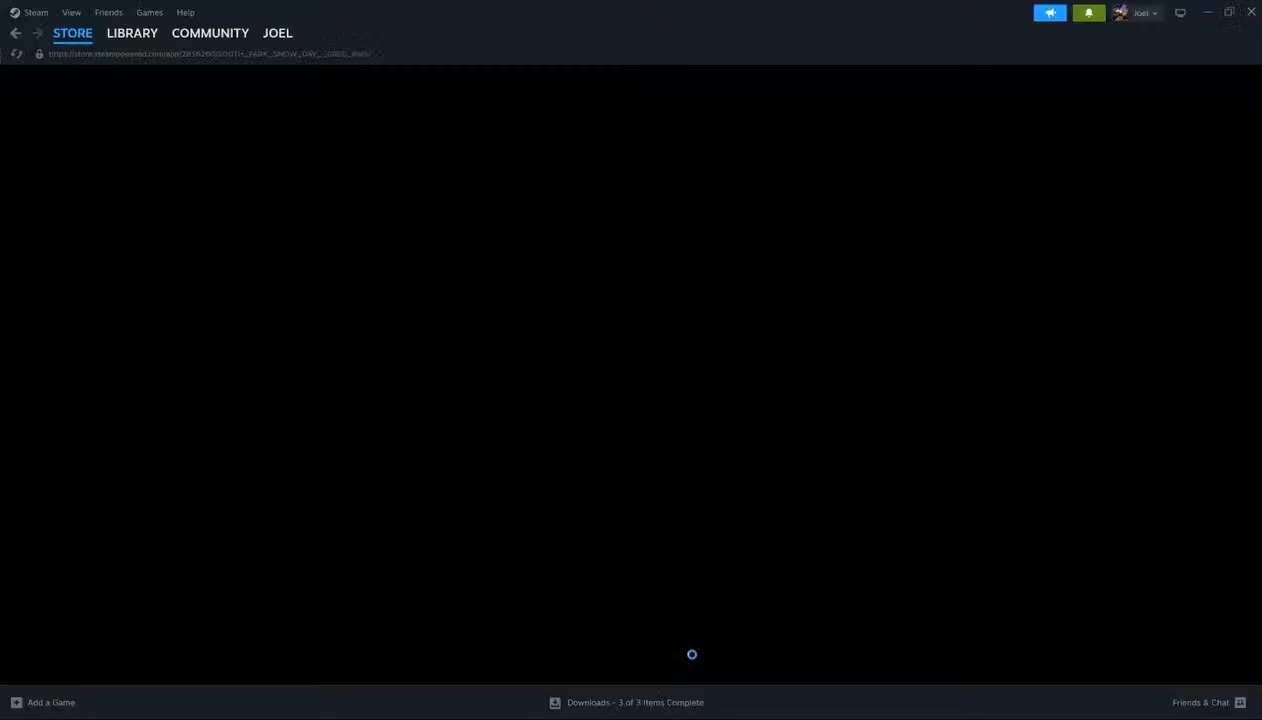 Steam View Friends Games Help Joel
STORE LIBRARY COMMUNITY JOEL
Add a Game Downloads - 3 of 3 Items Complete Friends & Chat